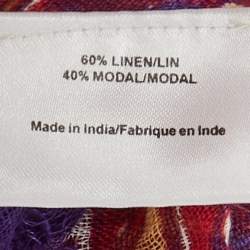 60% LINEN/LIN
40% MODAL/MODAL
Made in India/Fabrique en Inde